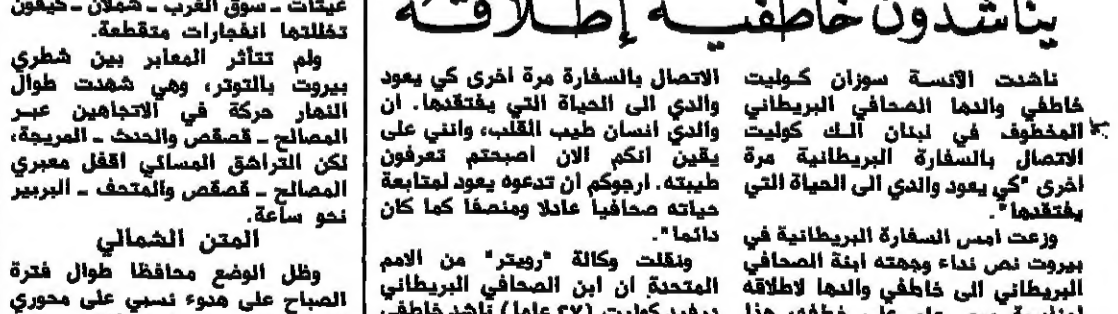 يناشدون خاطفيه إطلاقه
ناشدت الآنسة سوزان كوليت
خاطفي والدها الصحافي البريطاني
المخطوف في لبنان الك كوليت
الاتصال بالسفارة البريطانية مرة
اخرى "كي يعود والدي الى الحياة التي
يفتقدها".
وزعت امس السفارة البريطانية في
بيروت نص نداء وجهته ابنة الصحافي
البريطاني الى خاطفي والدها لاطلاقه
الاتصال بالسفارة مرة اخرى كي يعود
والدي الى الحياة التي يفتقدها. ان
والدي انسان طيب القلب، وانني على
يقين انكم الان اصبحتم تعرفون
طيبته. ارجوكم ان تدعوه يعود لمتابعة
حياته صحافيا عادلا ومنصفا كما كان
دائما".
ونقلت وكالة "رويتر" من الامم
المتحدة ان ابن الصحافي البريطاني
كوليت (٢٧ عاما) ناشد خاطفي
عيتات ـ سوق الغرب ـ شملان ـ كيفون
تخللتها انفجارات متقطعة.
ولم تتأثر المعابر بين شطري
بيروت بالتوتر، وهي شهدت طوال
النهار حركة في الاتجاهين عبر
المصالح ـ قصقص والحدث ـ المريجة،
لكن التراشق المسائي اقفل معبري
المصالح ـ قصقص والمتحف ـ البربير
نحو ساعة.
المتن الشمالي
وظل الوضع محافظا طوال فترة
الصباح على هدوء نسبي على محوري